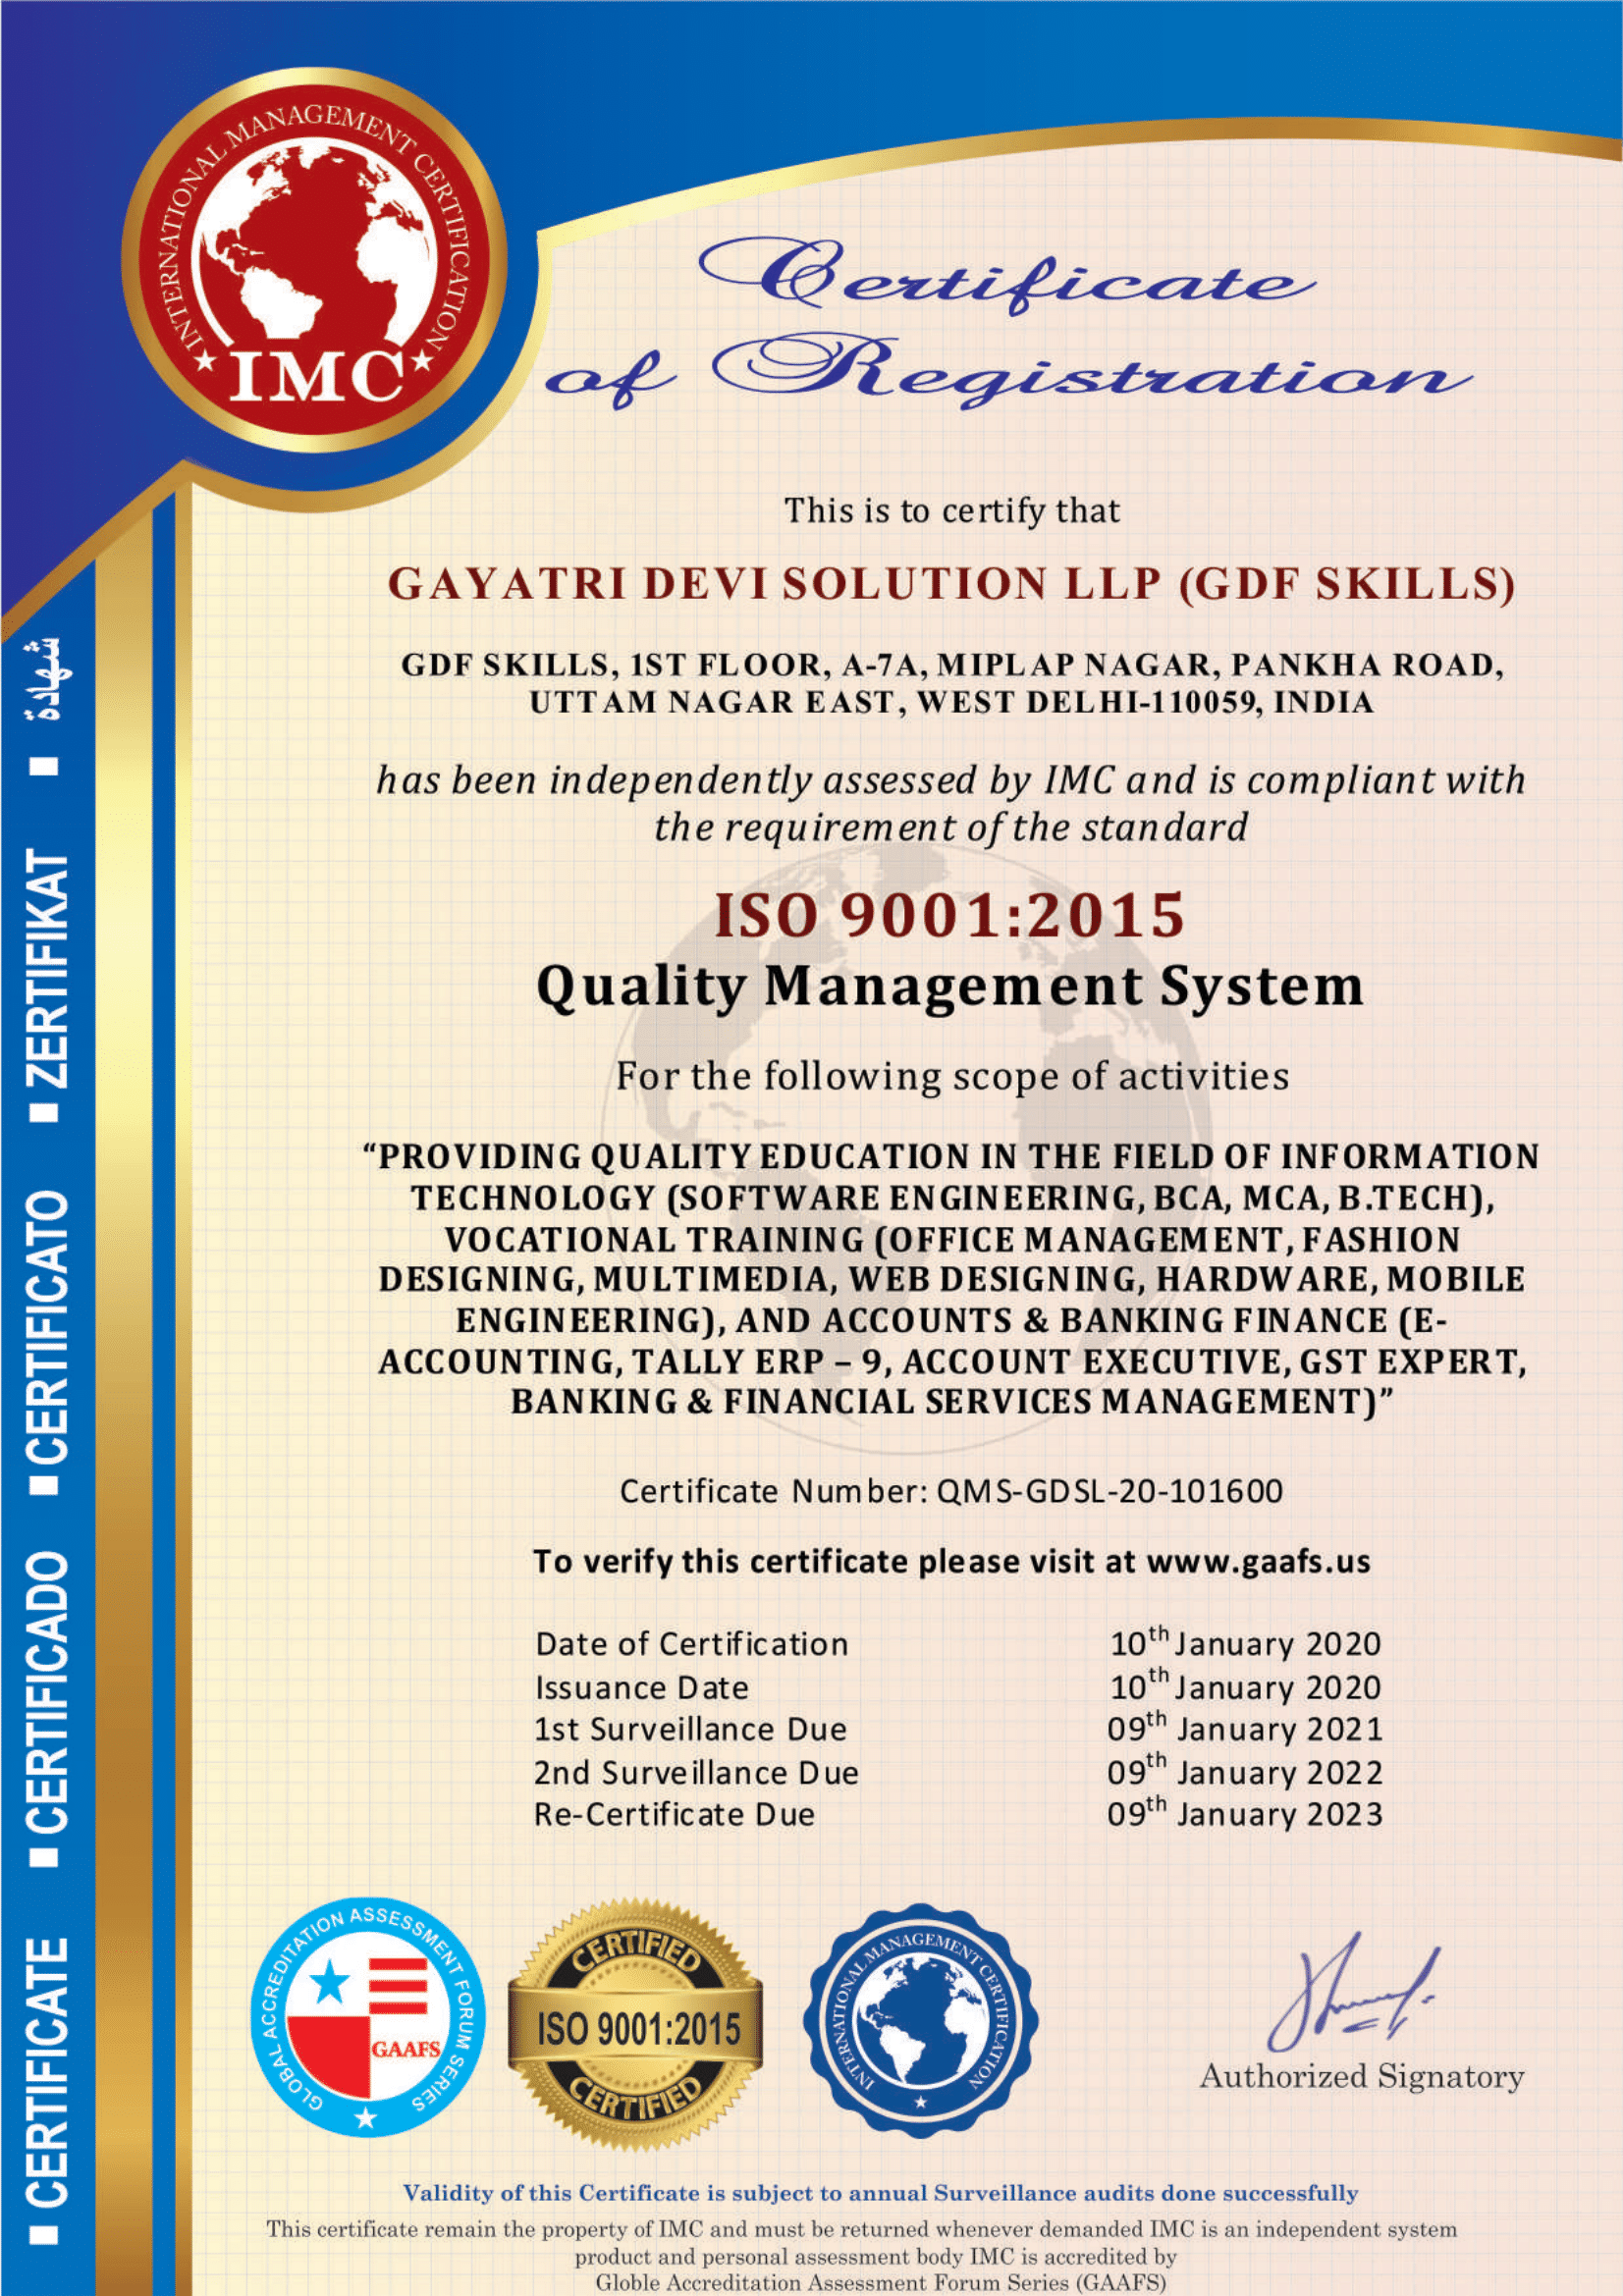 INTERNATIONAL MANAGEMENT CERTIFICATION
IMC
Certificate
of Registration
This is to certify that
GAYATRI DEVI SOLUTION LLP (GDF SKILLS)
GDF SKILLS, 1ST FLOOR, A-7A, MIPLAP NAGAR, PANKHA ROAD,
UTTAM NAGAR EAST, WEST DELHI-110059, INDIA
has been independently assessed by IMC and is compliant with
the requirement of the standard
ISO 9001:2015
Quality Management System
For the following scope of activities
“PROVIDING QUALITY EDUCATION IN THE FIELD OF INFORMATION
TECHNOLOGY (SOFTWARE ENGINEERING, BCA, MCA, B.TECH),
VOCATIONAL TRAINING (OFFICE MANAGEMENT, FASHION
DESIGNING, MULTIMEDIA, WEB DESIGNING, HARDWARE, MOBILE
ENGINEERING), AND ACCOUNTS & BANKING FINANCE (E-
ACCOUNTING, TALLY ERP – 9, ACCOUNT EXECUTIVE, GST EXPERT,
BANKING & FINANCIAL SERVICES MANAGEMENT)”
Certificate Number: QMS-GDSL-20-101600
To verify this certificate please visit at www.gaafs.us
Date of Certification 10th January 2020
Issuance Date 10th January 2020
1st Surveillance Due 09th January 2021
2nd Surveillance Due 09th January 2022
Re-Certificate Due 09th January 2023
GLOBAL ACCREDITATION ASSESSMENT FORUM SERIES
GAAFS
CERTIFIED
ISO 9001:2015
CERTIFIED
INTERNATIONAL MANAGEMENT CERTIFICATION
Authorized Signatory
Validity of this Certificate is subject to annual Surveillance audits done successfully
This certificate remain the property of IMC and must be returned whenever demanded IMC is an independent system
product and personal assessment body IMC is accredited by
Globle Accreditation Assessment Forum Series (GAAFS)
CERTIFICATE CERTIFICADO CERTIFICATO ZERTIFIKAT شهادة